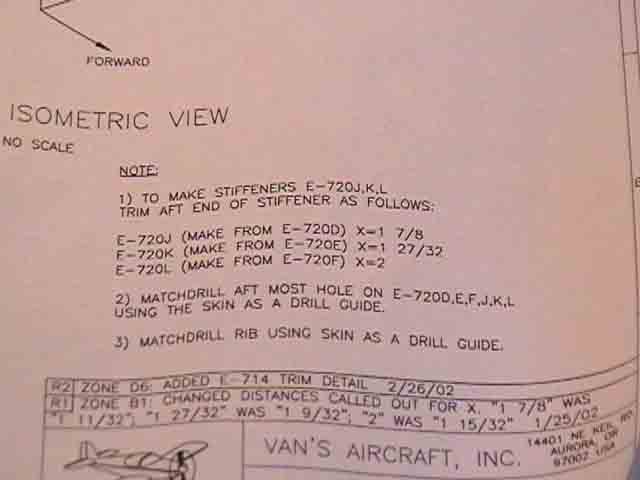 FORWARD
ISOMETRIC VIEW
NO SCALE
NOTE:
1) TO MAKE STIFFENERS E-720J,K,L
TRIM AFT END OF STIFFENER AS FOLLOWS:
E-720J (MAKE FROM E-720D) X=1 7/8
E-720K (MAKE FROM E-720E) X=1 27/32
E-720L (MAKE FROM E-720F) X=2
2) MATCHDRILL AFT MOST HOLE ON E-720D,E,F,J,K,L
USING THE SKIN AS A DRILL GUIDE.
3) MATCHDRILL RIB USING SKIN AS A DRILL GUIDE.
R2 ZONE D6: ADDED E-714 TRIM DETAIL 2/26/02
R1 ZONE B1: CHANGED DISTANCES CALLED OUT FOR X. "1 7/8" WAS
"1 11/32"; "1 27/32" WAS "1 9/32"; "2" WAS "1 15/32" 1/25/02
VAN'S AIRCRAFT, INC.
14401 NE KEIL RD
AURORA, OR
97002 USA